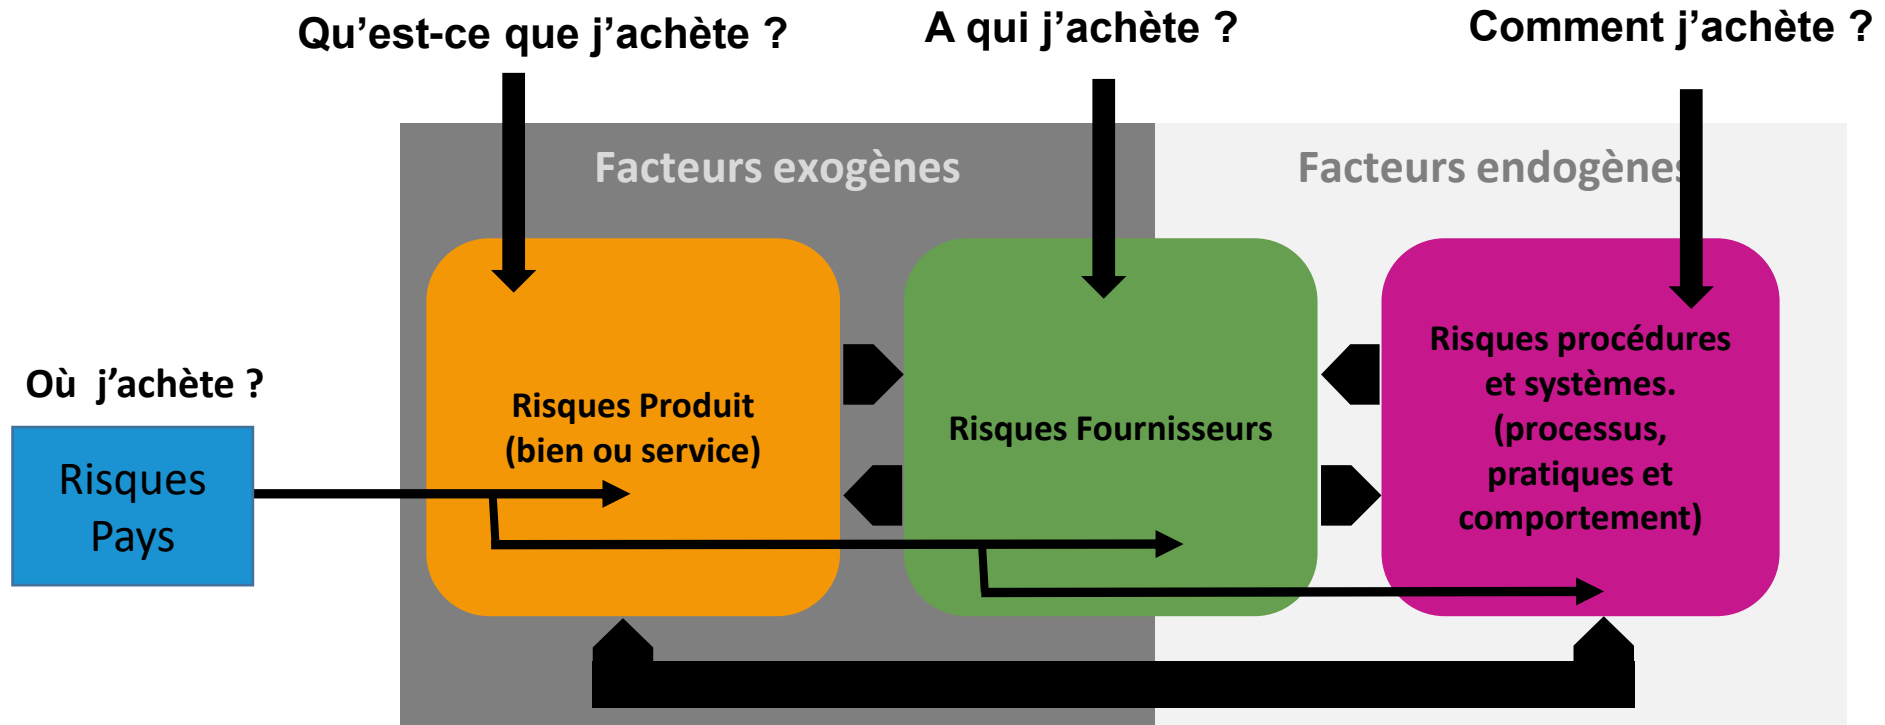 Qu’est-ce que j’achète ?
A qui j’achète ?
Comment j’achète ?
Facteurs exogènes
Facteurs endogènes
Où  j’achète ?
Risques
Pays
Risques Produit
(bien ou service)
Risques Fournisseurs
Risques procédures
et systèmes.
(processus,
pratiques et
comportement)